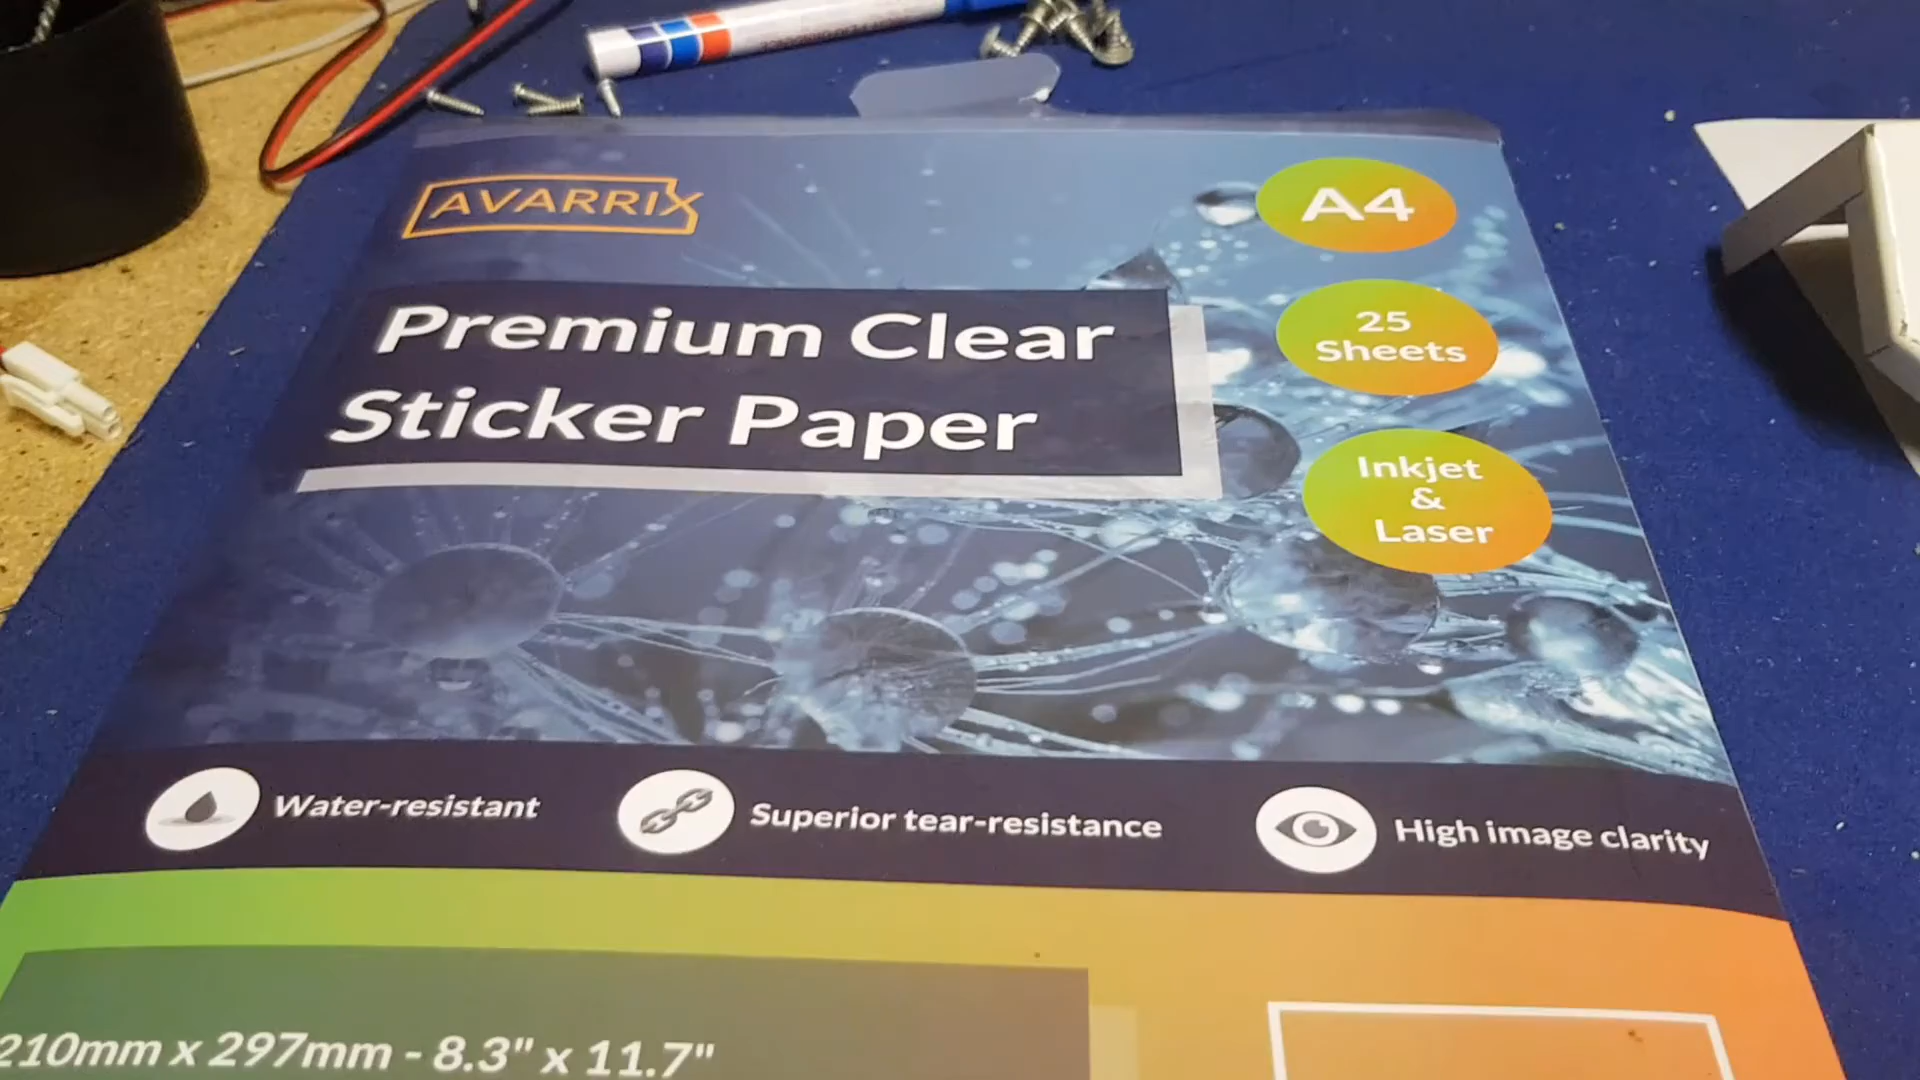 AVARRIX
A4
Premium Clear
Sticker Paper
25
Sheets
Inkjet
&
Laser
Water-resistant
Superior tear-resistance
High image clarity
210mm x 297mm - 8.3" x 11.7"